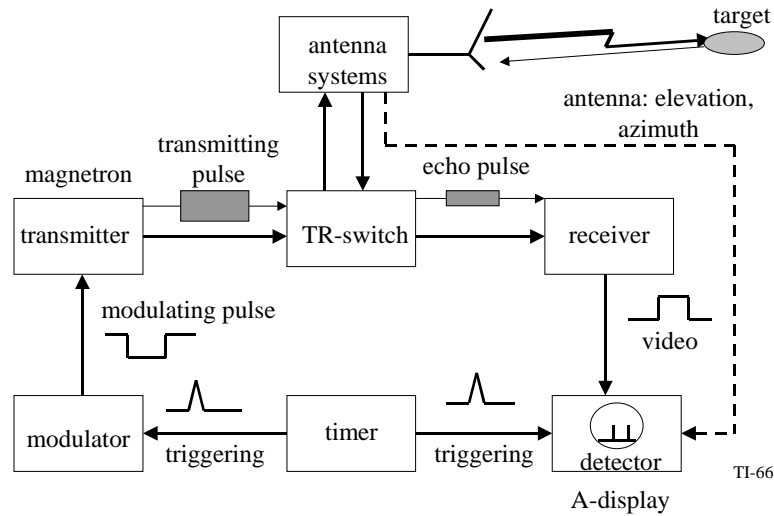 target
antenna
systems
antenna: elevation,
azimuth
transmitting
pulse
magnetron
echo pulse
transmitter
TR-switch
receiver
modulating pulse
video
modulator
triggering
timer
triggering
detector
TI-66
A-display